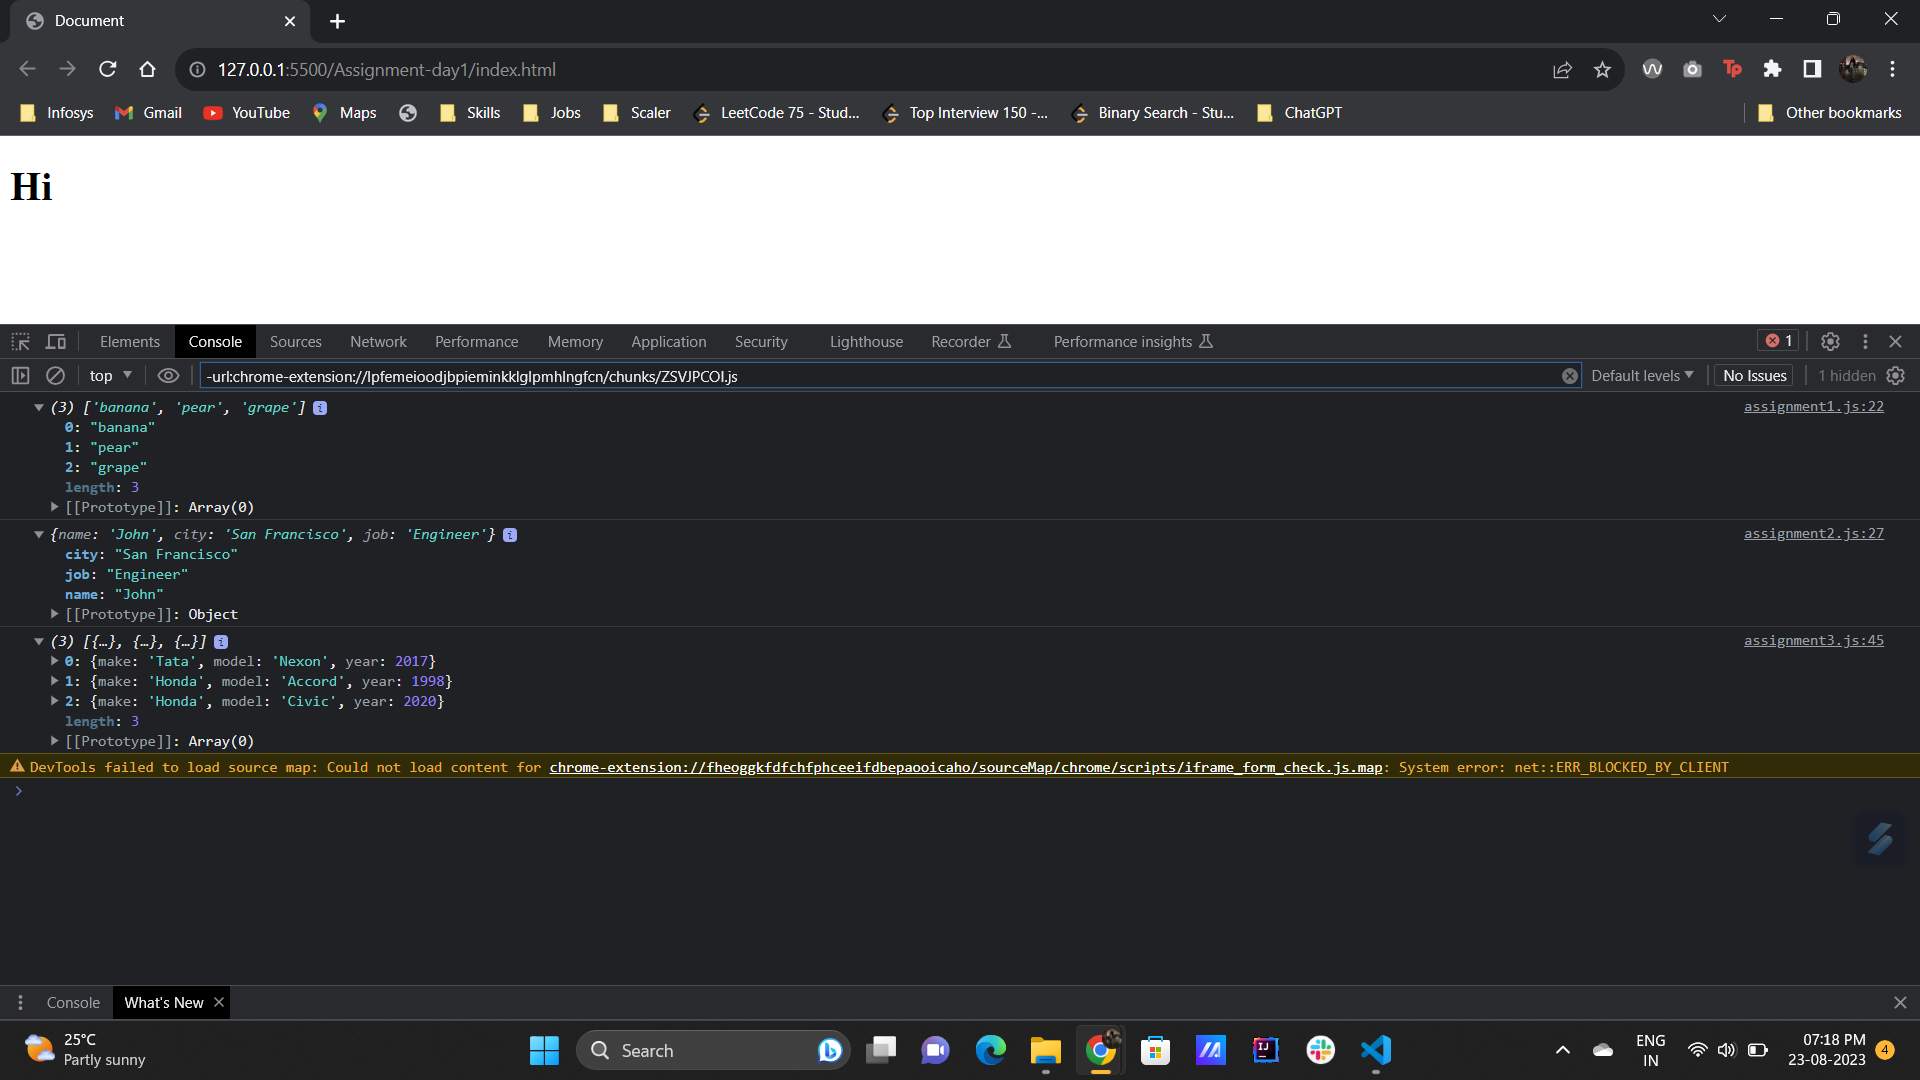 Document
127.0.0.1:5500/Assignment-day1/index.html
Infosys Gmail YouTube Maps Skills Jobs Scaler LeetCode 75 - Stud... Top Interview 150 -... Binary Search - Stu... ChatGPT Other bookmarks
Hi
Elements Console Sources Network Performance Memory Application Security Lighthouse Recorder Performance insights 1
top -url:chrome-extension://lpfemeioodjbpieminkklglpmhlngfcn/chunks/ZSVJPCOI.js Default levels No Issues 1 hidden
(3) ['banana', 'pear', 'grape'] i assignment1.js:22
0: "banana"
1: "pear"
2: "grape"
length: 3
[[Prototype]]: Array(0)
{name: 'John', city: 'San Francisco', job: 'Engineer'} i assignment2.js:27
city: "San Francisco"
job: "Engineer"
name: "John"
[[Prototype]]: Object
(3) [{…}, {…}, {…}] i assignment3.js:45
0: {make: 'Tata', model: 'Nexon', year: 2017}
1: {make: 'Honda', model: 'Accord', year: 1998}
2: {make: 'Honda', model: 'Civic', year: 2020}
length: 3
[[Prototype]]: Array(0)
DevTools failed to load source map: Could not load content for chrome-extension://fheoggkfdfchfphceeifdbepaooicaho/sourceMap/chrome/scripts/iframe_form_check.js.map: System error: net::ERR_BLOCKED_BY_CLIENT
Console What's New
25°C
Partly sunny
Search
ENG
IN
07:18 PM
23-08-2023
4